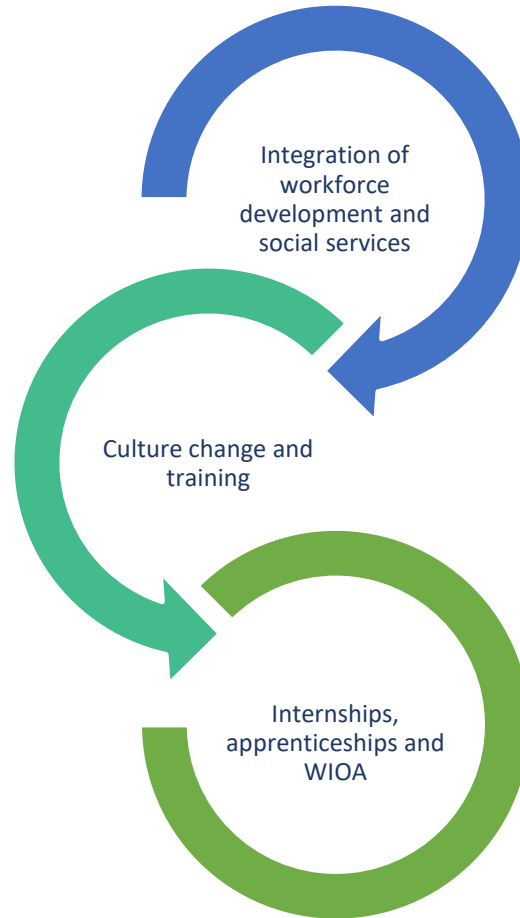 Integration of
workforce
development and
social services
Culture change and
training
Internships,
apprenticeships and
WIOA